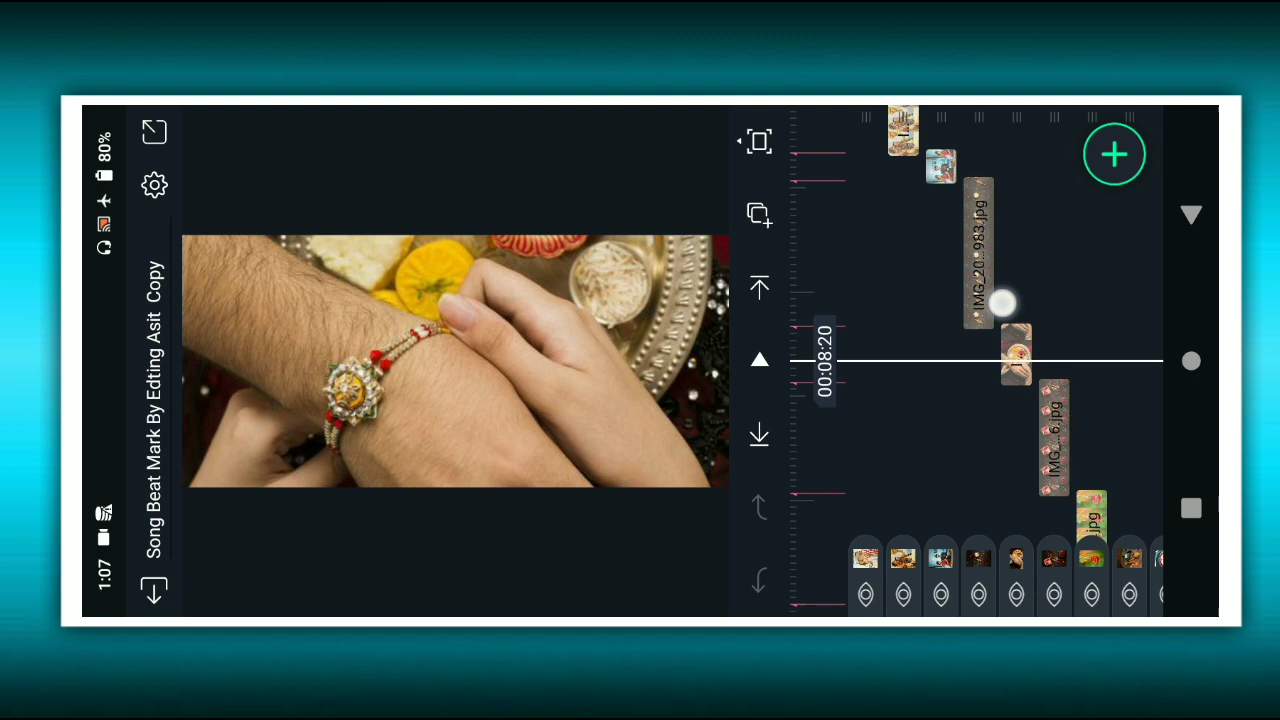 1:07
80%
Song Beat Mark By Edting Asit Copy
00:08:20
IMG_20...983.jpg
IMG_...6.jpg
.jpg